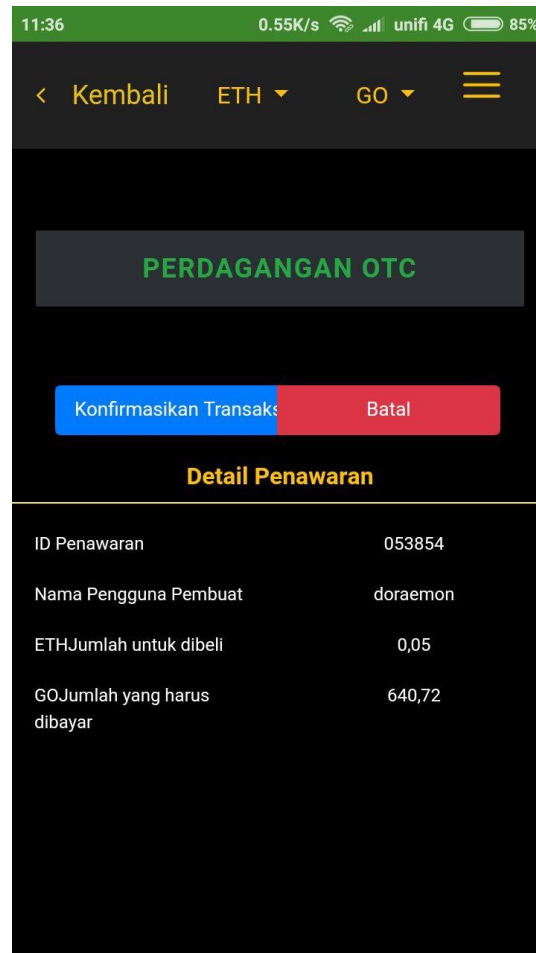 11:36 0.55K/s unifi 4G 85%
< Kembali ETH GO
PERDAGANGAN OTC
Konfirmasikan Transaks Batal
Detail Penawaran
ID Penawaran 053854
Nama Pengguna Pembuat doraemon
ETHJumlah untuk dibeli 0,05
GOJumlah yang harus 640,72
dibayar